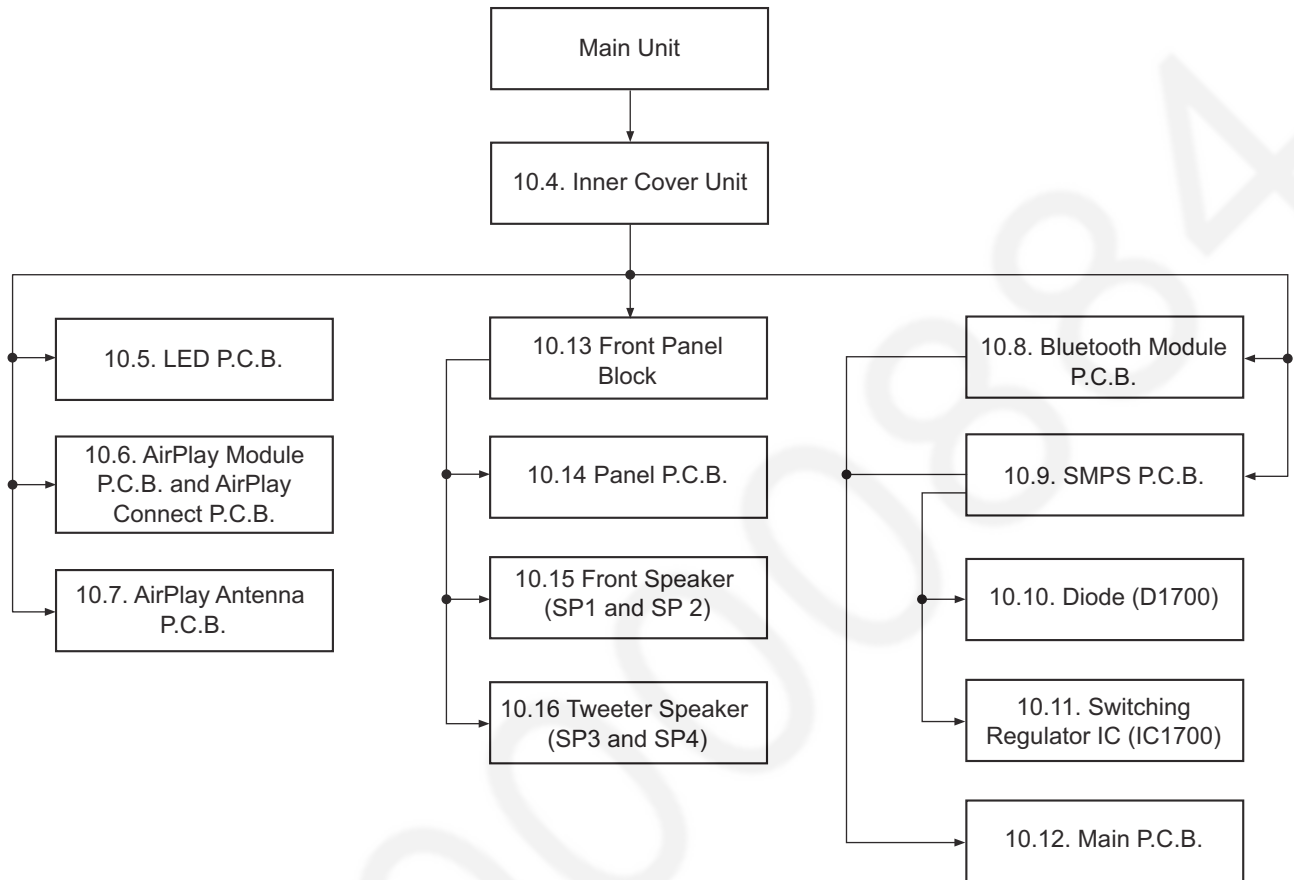 Main Unit
10.4. Inner Cover Unit
10.5. LED P.C.B.
10.6. AirPlay Module
P.C.B. and AirPlay
Connect P.C.B.
10.7. AirPlay Antenna
P.C.B.
10.13 Front Panel
Block
10.14 Panel P.C.B.
10.15 Front Speaker
(SP1 and SP 2)
10.16 Tweeter Speaker
(SP3 and SP4)
10.8. Bluetooth Module
P.C.B.
10.9. SMPS P.C.B.
10.10. Diode (D1700)
10.11. Switching
Regulator IC (IC1700)
10.12. Main P.C.B.